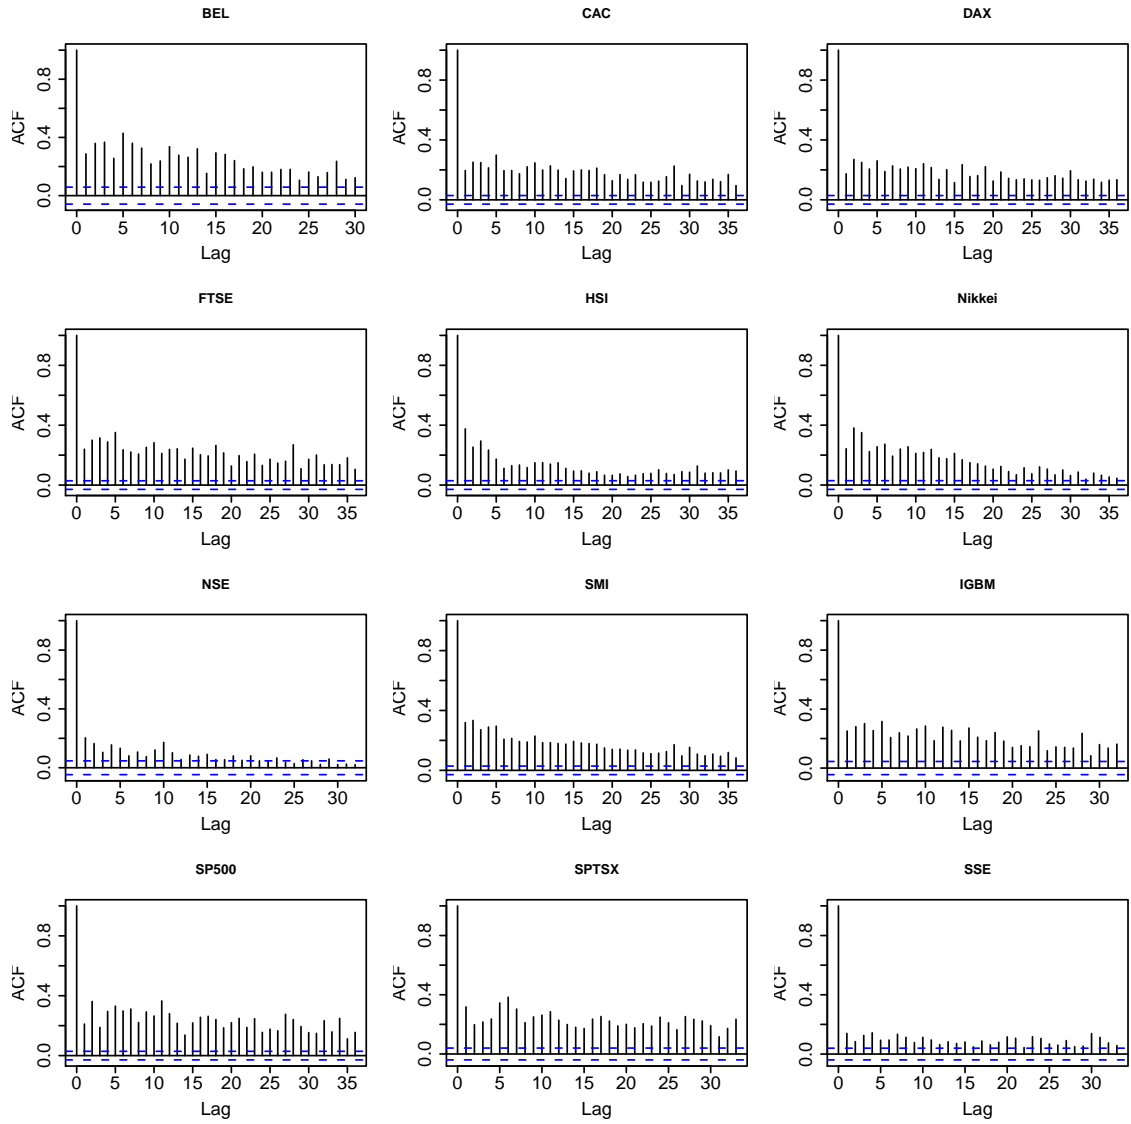 BEL CAC DAX
ACF 0.0 0.4 0.8 ACF 0.0 0.4 0.8 ACF 0.0 0.4 0.8
0 5 10 15 20 25 30 0 5 10 15 20 25 30 35 0 5 10 15 20 25 30 35
Lag Lag Lag
FTSE HSI Nikkei
ACF 0.0 0.4 0.8 ACF 0.0 0.4 0.8 ACF 0.0 0.4 0.8
0 5 10 15 20 25 30 35 0 5 10 15 20 25 30 35 0 5 10 15 20 25 30 35
Lag Lag Lag
NSE SMI IGBM
ACF 0.0 0.4 0.8 ACF 0.0 0.4 0.8 ACF 0.0 0.4 0.8
0 5 10 15 20 25 30 0 5 10 15 20 25 30 35 0 5 10 15 20 25 30
Lag Lag Lag
SP500 SPTSX SSE
ACF 0.0 0.4 0.8 ACF 0.0 0.4 0.8 ACF 0.0 0.4 0.8
0 5 10 15 20 25 30 35 0 5 10 15 20 25 30 0 5 10 15 20 25 30
Lag Lag Lag